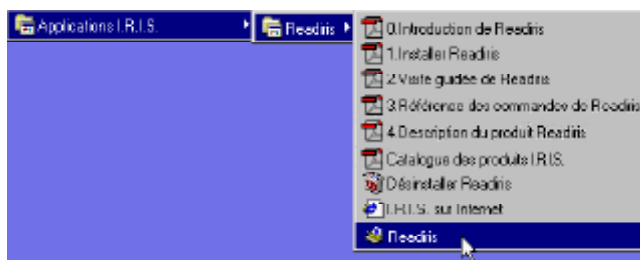 Applications I.R.I.S.
Readiris
0.Introduction de Readiris
1.Installer Readiris
2.Visite guidée de Readiris
3.Référence des commandes de Readiris
4.Description du produit Readiris
Catalogue des produits I.R.I.S.
Désinstaller Readiris
I.R.I.S. sur Internet
Readiris